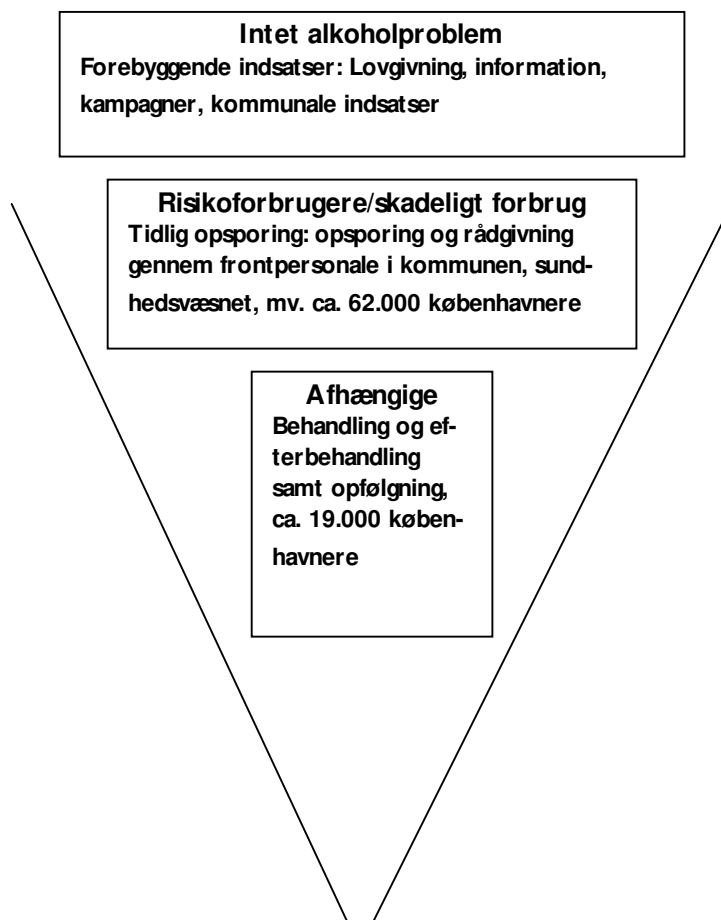 Intet alkoholproblem
Forebyggende indsatser: Lovgivning, information,
kampagner, kommunale indsatser
Risikoforbrugere/skadeligt forbrug
Tidlig opsporing: opsporing og rådgivning
gennem frontpersonale i kommunen, sund-
hedsvæsnet, mv. ca. 62.000 københavnere
Afhængige
Behandling og ef-
terbehandling
samt opfølgning,
ca. 19.000 køben-
havnere